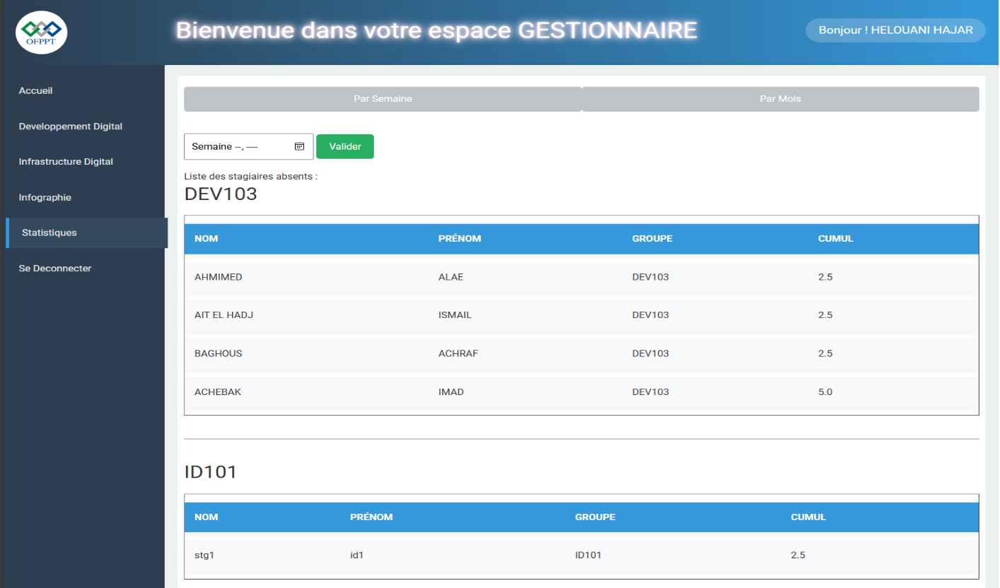 OFPPT
Bienvenue dans votre espace GESTIONNAIRE
Bonjour ! HELOUANI HAJAR
Accueil
Developpement Digital
Infrastructure Digital
Infographie
Statistiques
Se Deconnecter
Par Semaine Par Mois
Semaine --, ---- Valider
Liste des stagiaires absents :
DEV103
NOM PRÉNOM GROUPE CUMUL
AHMIMED ALAE DEV103 2.5
AIT EL HADJ ISMAIL DEV103 2.5
BAGHOUS ACHRAF DEV103 2.5
ACHEBAK IMAD DEV103 5.0
ID101
NOM PRÉNOM GROUPE CUMUL
stg1 id1 ID101 2.5